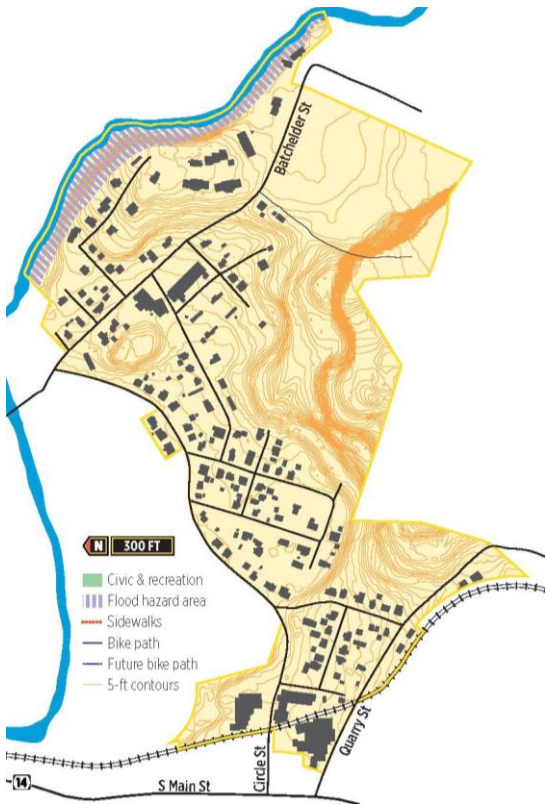 Batchelder St
N
300 FT
Civic & recreation
Flood hazard area
Sidewalks
Bike path
Future bike path
5-ft contours
14
S Main St
Circle St
Quarry St